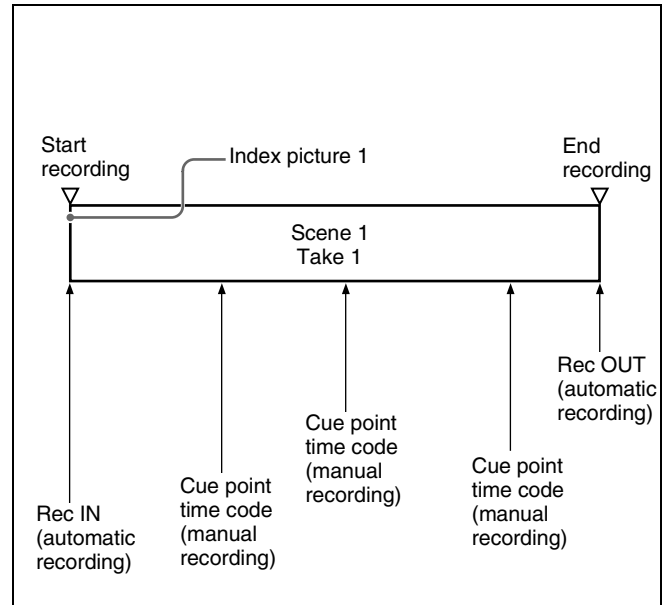 Start
recording
Index picture 1
End
recording
Scene 1
Take 1
Rec IN
(automatic
recording)
Cue point
time code
(manual
recording)
Cue point
time code
(manual
recording)
Cue point
time code
(manual
recording)
Rec OUT
(automatic
recording)